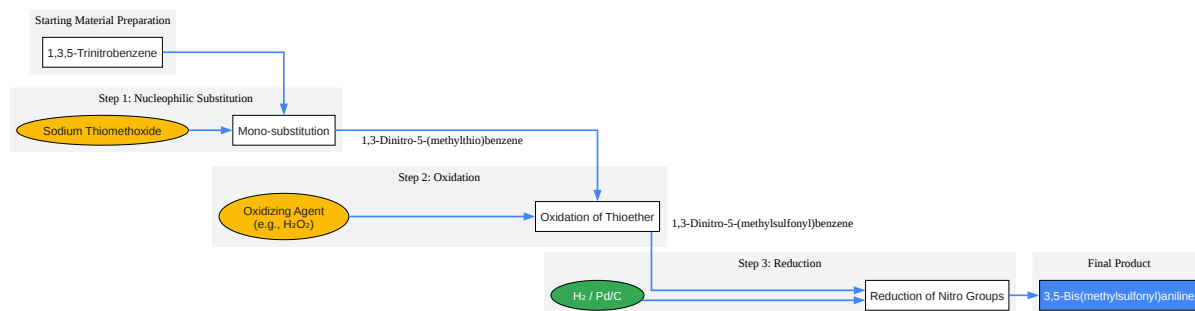 Starting Material Preparation
1,3,5-Trinitrobenzene
Step 1: Nucleophilic Substitution
Sodium Thiomethoxide
Mono-substitution
1,3-Dinitro-5-(methylthio)benzene
Step 2: Oxidation
Oxidizing Agent
(e.g., H₂O₂)
Oxidation of Thioether
1,3-Dinitro-5-(methylsulfonyl)benzene
Step 3: Reduction
H₂ / Pd/C
Reduction of Nitro Groups
Final Product
3,5-Bis(methylsulfonyl)aniline